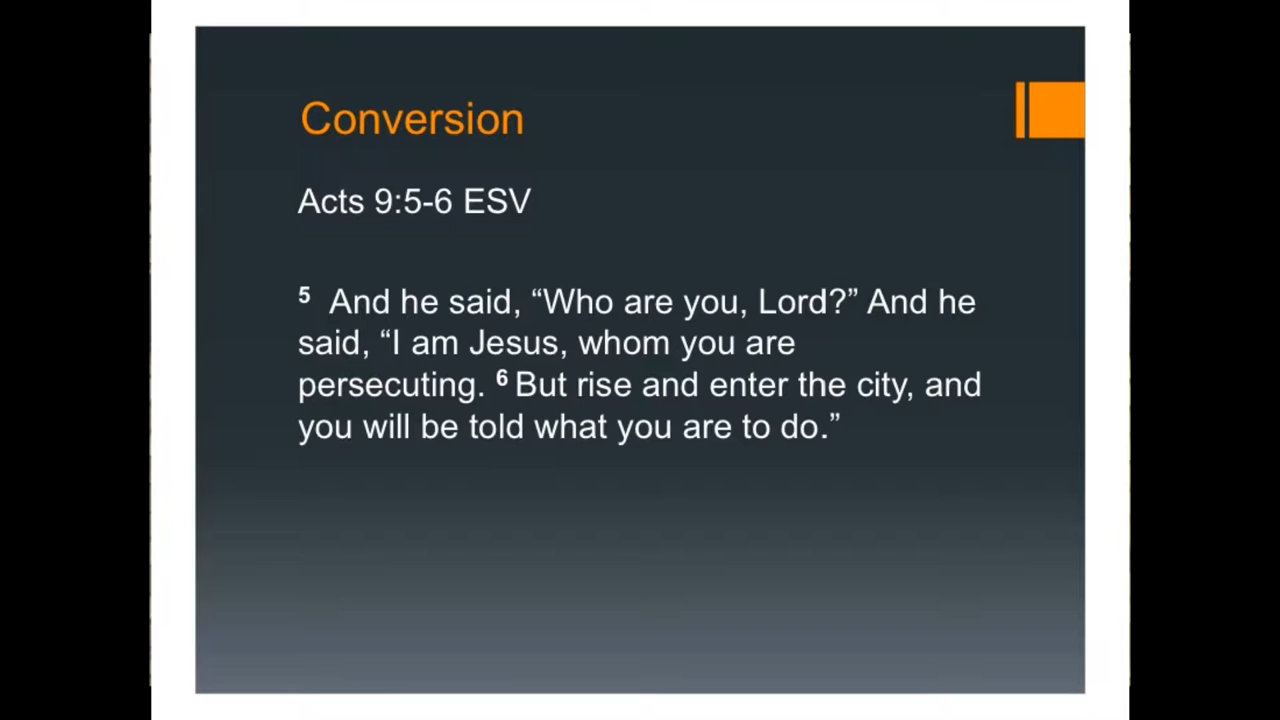 Conversion
Acts 9:5-6 ESV
5 And he said, “Who are you, Lord?” And he
said, “I am Jesus, whom you are
persecuting. 6 But rise and enter the city, and
you will be told what you are to do.”